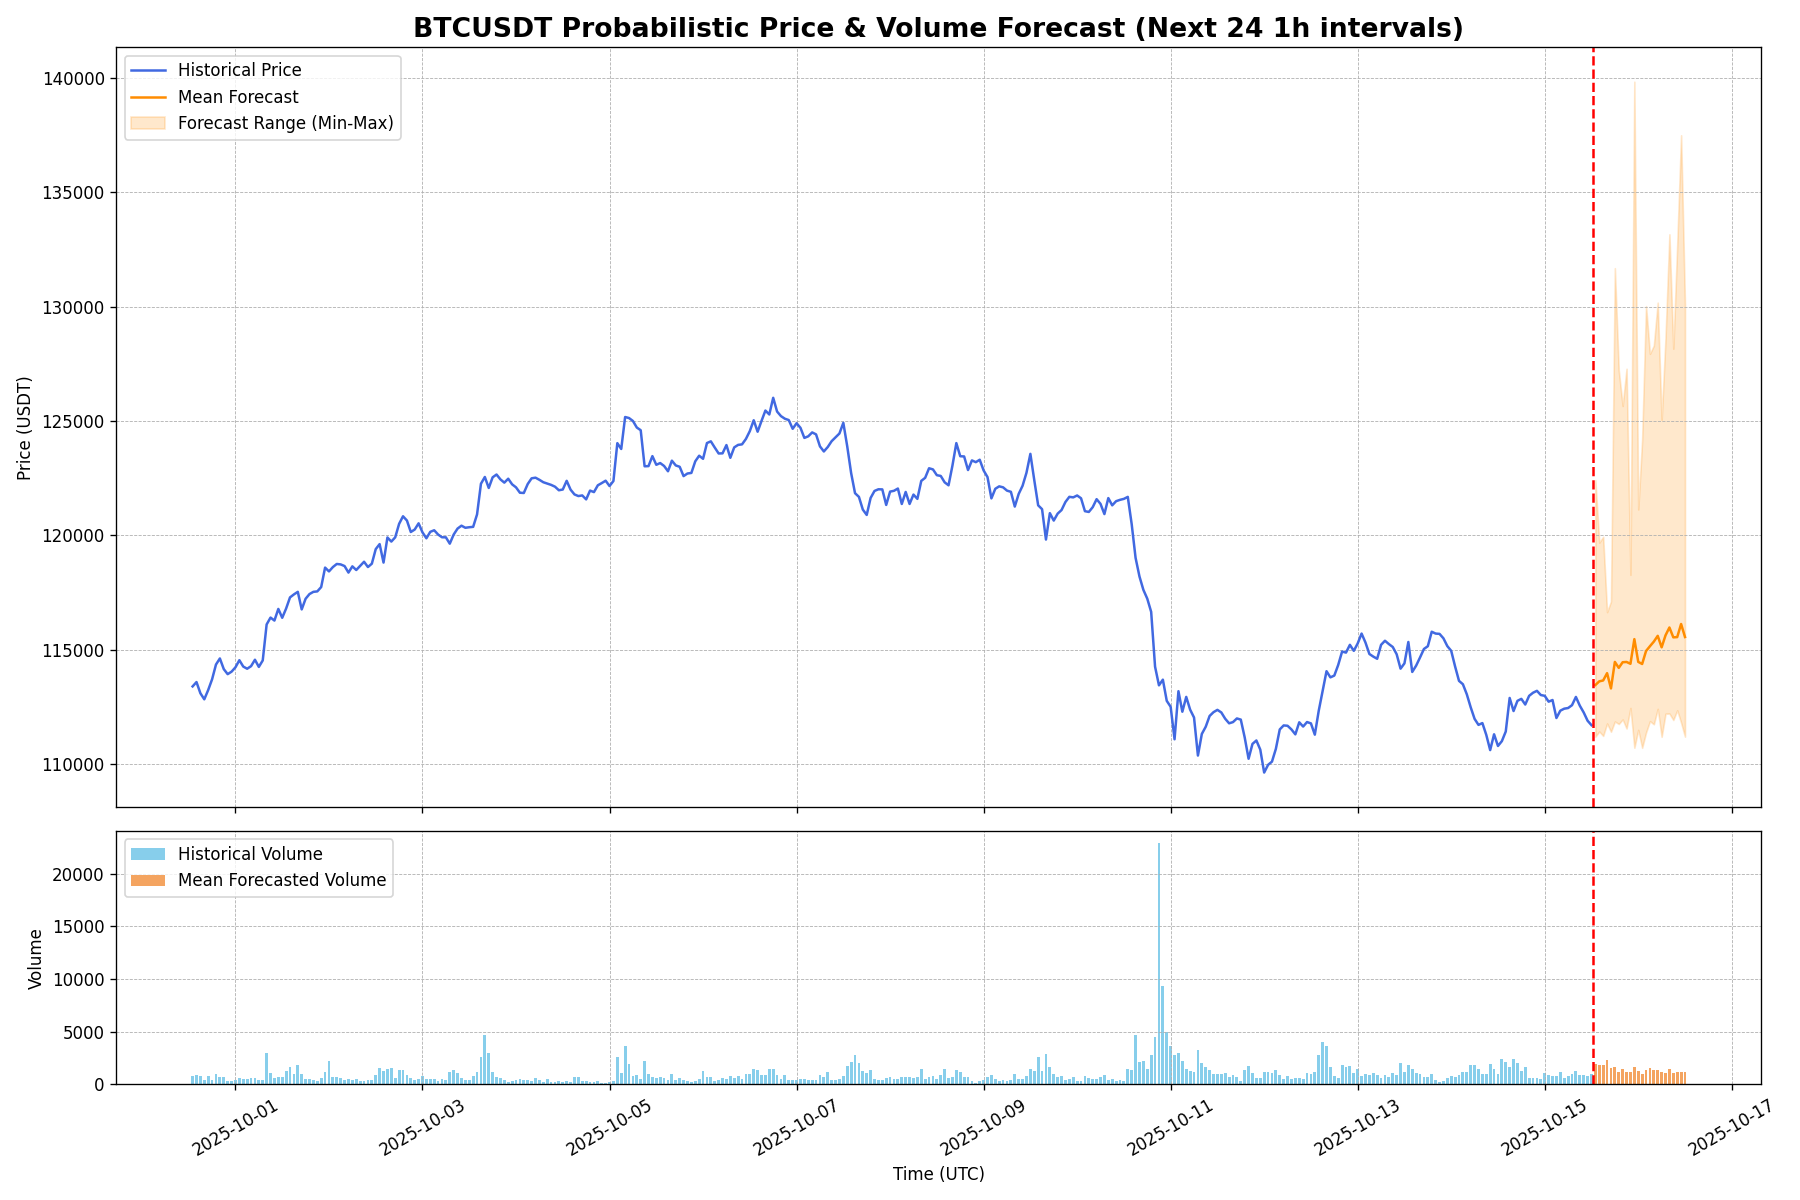 BTCUSDT Probabilistic Price & Volume Forecast (Next 24 1h intervals)
Historical Price
Mean Forecast
Forecast Range (Min-Max)
140000
135000
130000
125000
120000
115000
110000
Price (USDT)
Historical Volume
Mean Forecasted Volume
20000
15000
10000
5000
0
Volume
2025-10-01
2025-10-03
2025-10-05
2025-10-07
2025-10-09
2025-10-11
2025-10-13
2025-10-15
2025-10-17
Time (UTC)